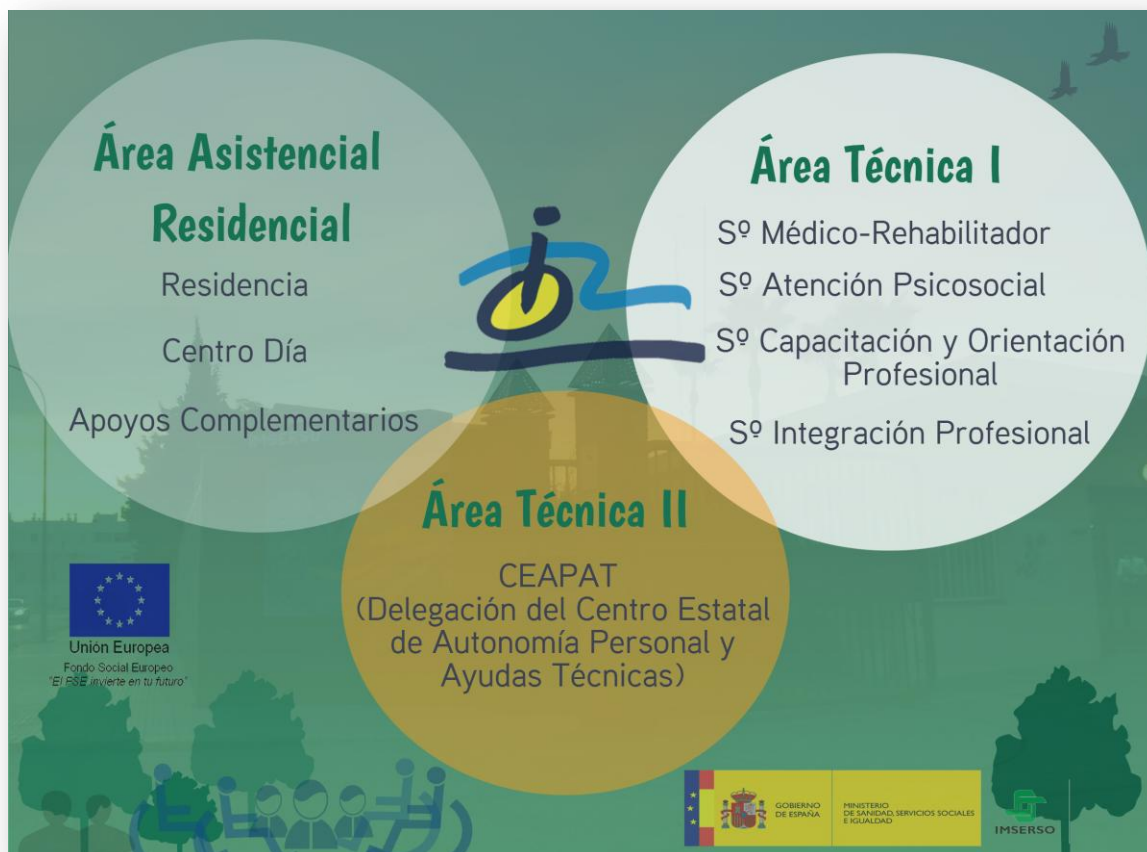 Área Asistencial
Residencial
Residencia
Centro Día
Apoyos Complementarios
Área Técnica I
Sº Médico-Rehabilitador
Sº Atención Psicosocial
Sº Capacitación y Orientación
Profesional
Sº Integración Profesional
Área Técnica II
CEAPAT
(Delegación del Centro Estatal
de Autonomía Personal y
Ayudas Técnicas)
Unión Europea
Fondo Social Europeo
"El FSE invierte en tu futuro"
GOBIERNO
DE ESPAÑA
MINISTERIO
DE SANIDAD, SERVICIOS SOCIALES
E IGUALDAD
IMSERSO